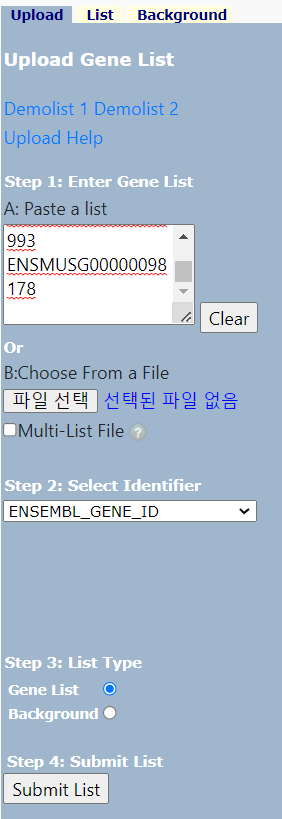 Upload List Background
Upload Gene List
Demolist 1 Demolist 2
Upload Help
Step 1: Enter Gene List
A: Paste a list
993
ENSMUSG00000098
178
Clear
Or
B:Choose From a File
파일 선택 선택된 파일 없음
Multi-List File ?
Step 2: Select Identifier
ENSEMBL_GENE_ID
Step 3: List Type
Gene List
Background
Step 4: Submit List
Submit List